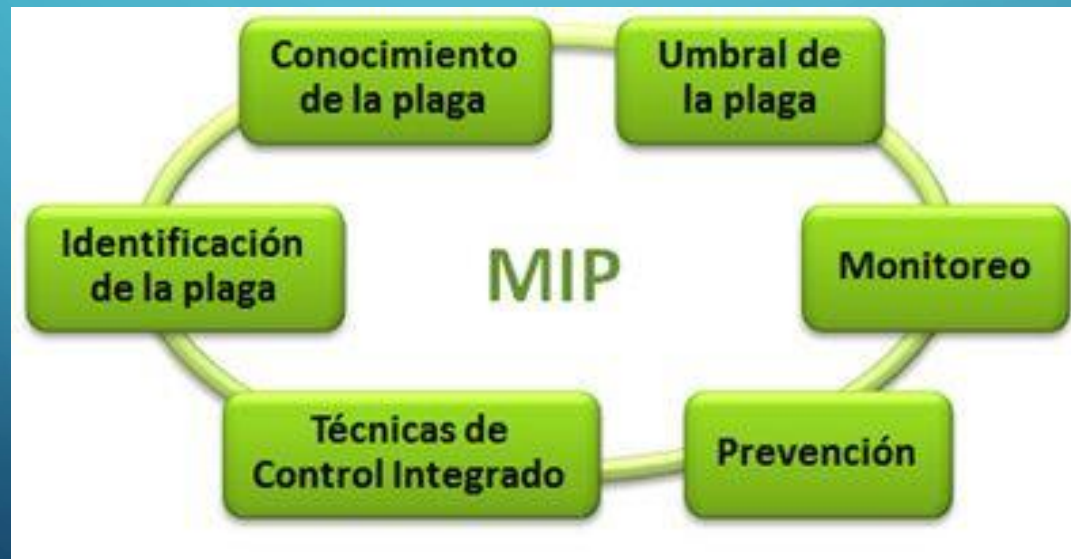 Conocimiento
de la plaga
Umbral de
la plaga
Identificación
de la plaga
MIP
Monitoreo
Técnicas de
Control Integrado
Prevención